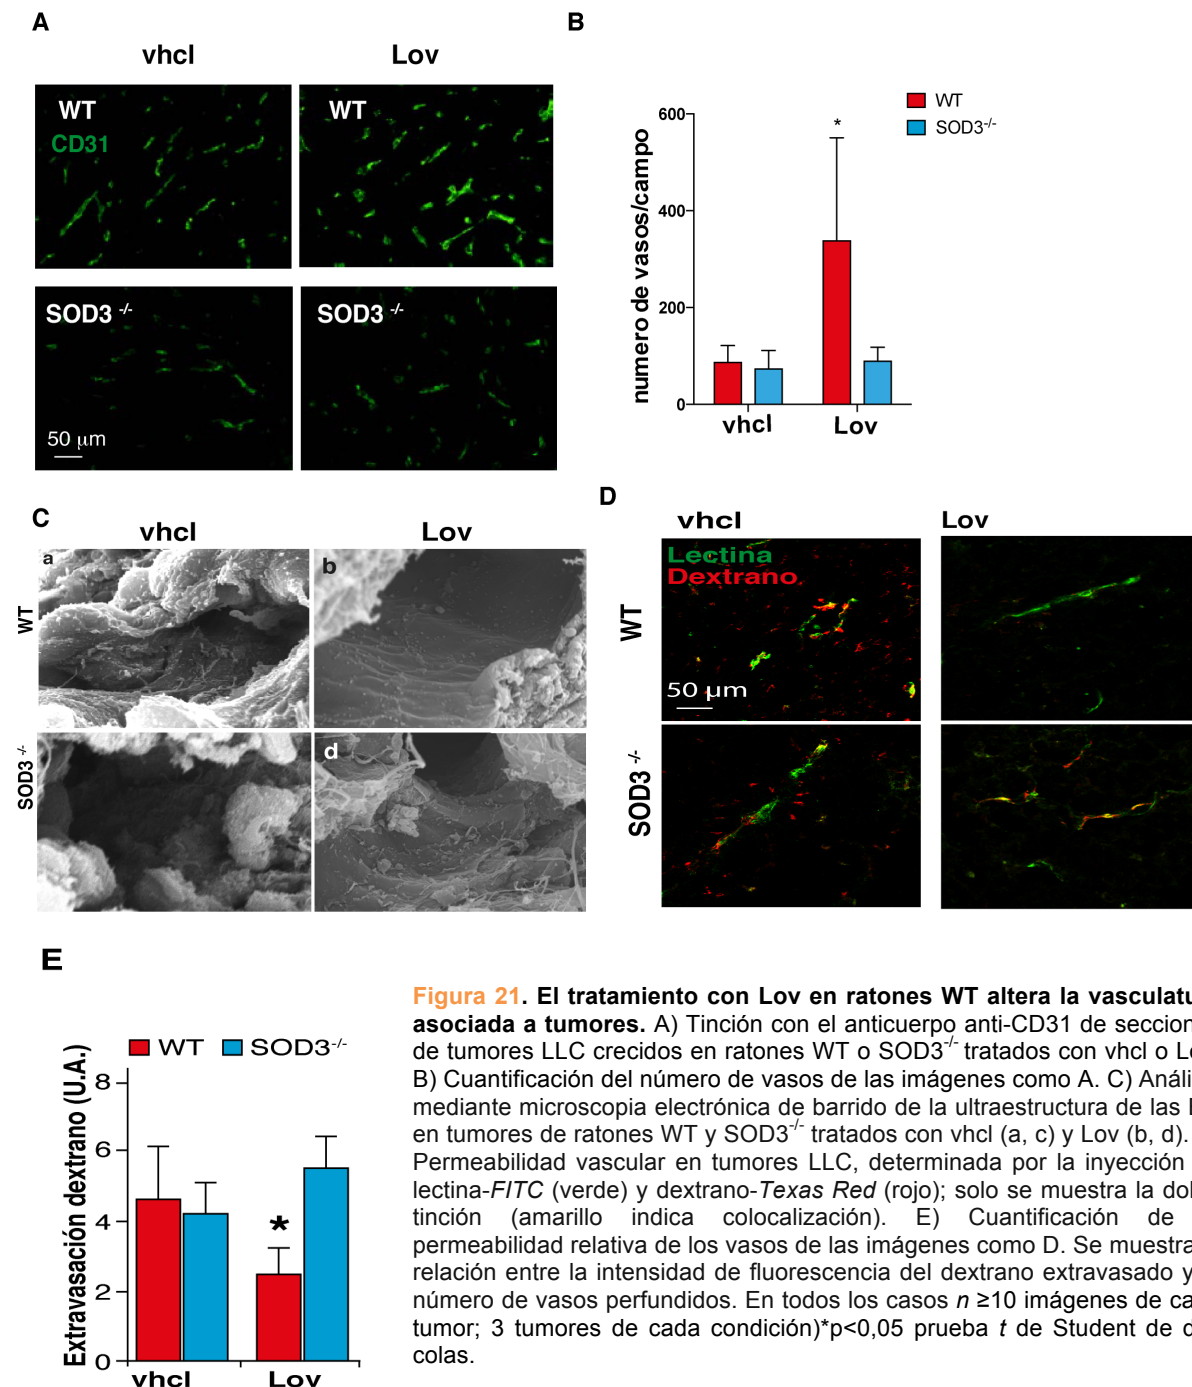 A
vhcl
Lov
WT
CD31
WT
SOD3 -/-
50 µm
SOD3 -/-
B
WT
SOD3-/-
numero de vasos/campo
600
400
200
0
*
vhcl
Lov
C
vhcl
Lov
WT
SOD3 -/-
a
b
d
D
vhcl
Lov
WT
SOD3 -/-
Lectina
Dextrano
50 µm
E
WT
SOD3-/-
Extravasación dextrano (U.A.)
8
6
4
2
0
*
vhcl
Lov
Figura 21. El tratamiento con Lov en ratones WT altera la vasculatu
asociada a tumores. A) Tinción con el anticuerpo anti-CD31 de seccion
de tumores LLC crecidos en ratones WT o SOD3-/- tratados con vhcl o L
B) Cuantificación del número de vasos de las imágenes como A. C) Análi
mediante microscopia electrónica de barrido de la ultraestructura de las
en tumores de ratones WT y SOD3-/- tratados con vhcl (a, c) y Lov (b, d).
Permeabilidad vascular en tumores LLC, determinada por la inyección
lectina-FITC (verde) y dextrano-Texas Red (rojo); solo se muestra la dol
tinción (amarillo indica colocalización). E) Cuantificación de
permeabilidad relativa de los vasos de las imágenes como D. Se muestra
relación entre la intensidad de fluorescencia del dextrano extravasado y
número de vasos perfundidos. En todos los casos n ≥10 imágenes de ca
tumor; 3 tumores de cada condición)*p<0,05 prueba t de Student de d
colas.